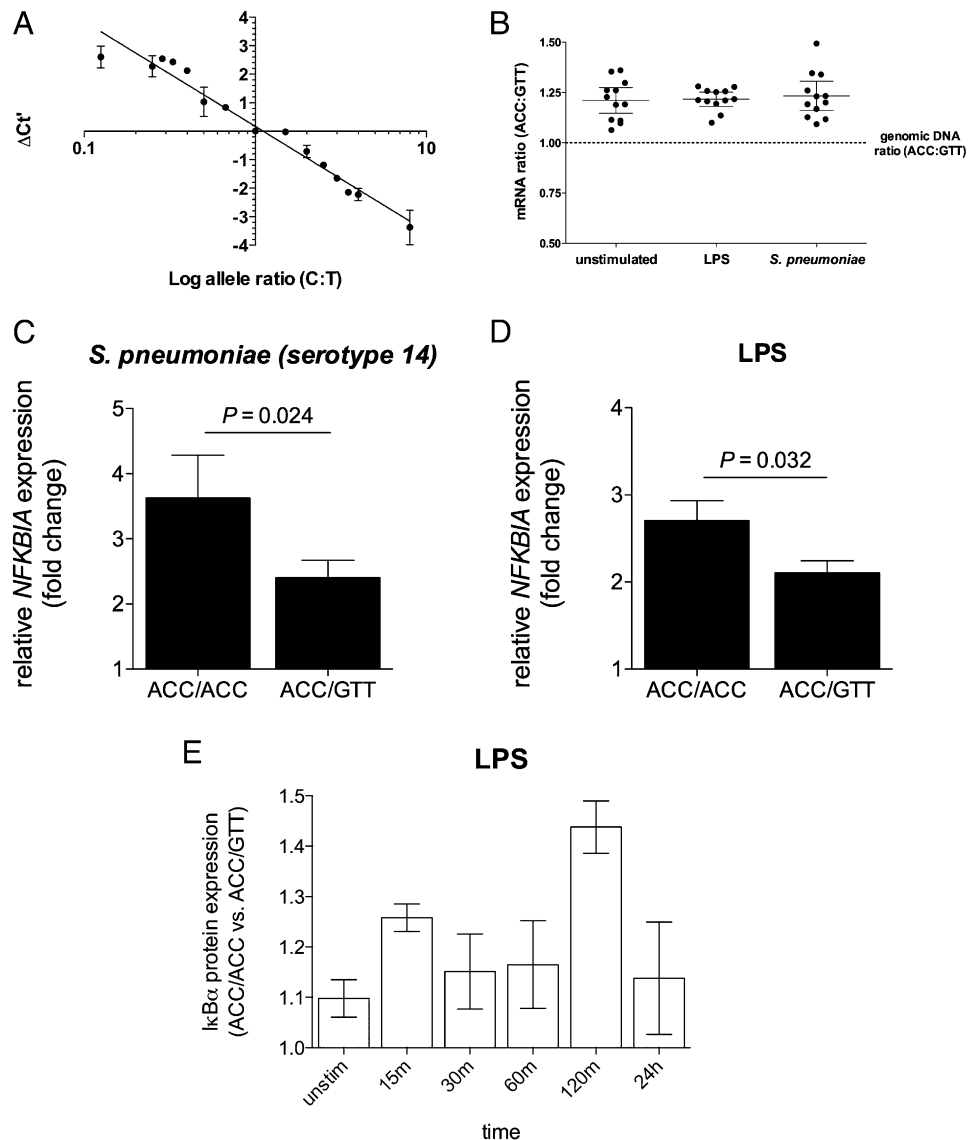 A
4
3
2
1
0
-1
-2
-3
-4
0.1
10
ΔCt'
Log allele ratio (C:T)
B
1.50
1.25
1.00
0.75
0.50
mRNA ratio (ACC:GTT)
genomic DNA
ratio (ACC:GTT)
unstimulated LPS S. pneumoniae
C
S. pneumoniae (serotype 14)
relative NFKBIA expression
(fold change)
5
4
3
2
1
P = 0.024
ACC/ACC ACC/GTT
D
LPS
relative NFKBIA expression
(fold change)
4
3
2
1
P = 0.032
ACC/ACC ACC/GTT
E
LPS
IκBα protein expression
(ACC/ACC vs. ACC/GTT)
1.5
1.4
1.3
1.2
1.1
1.0
unstim 15m 30m 60m 120m 24h
time